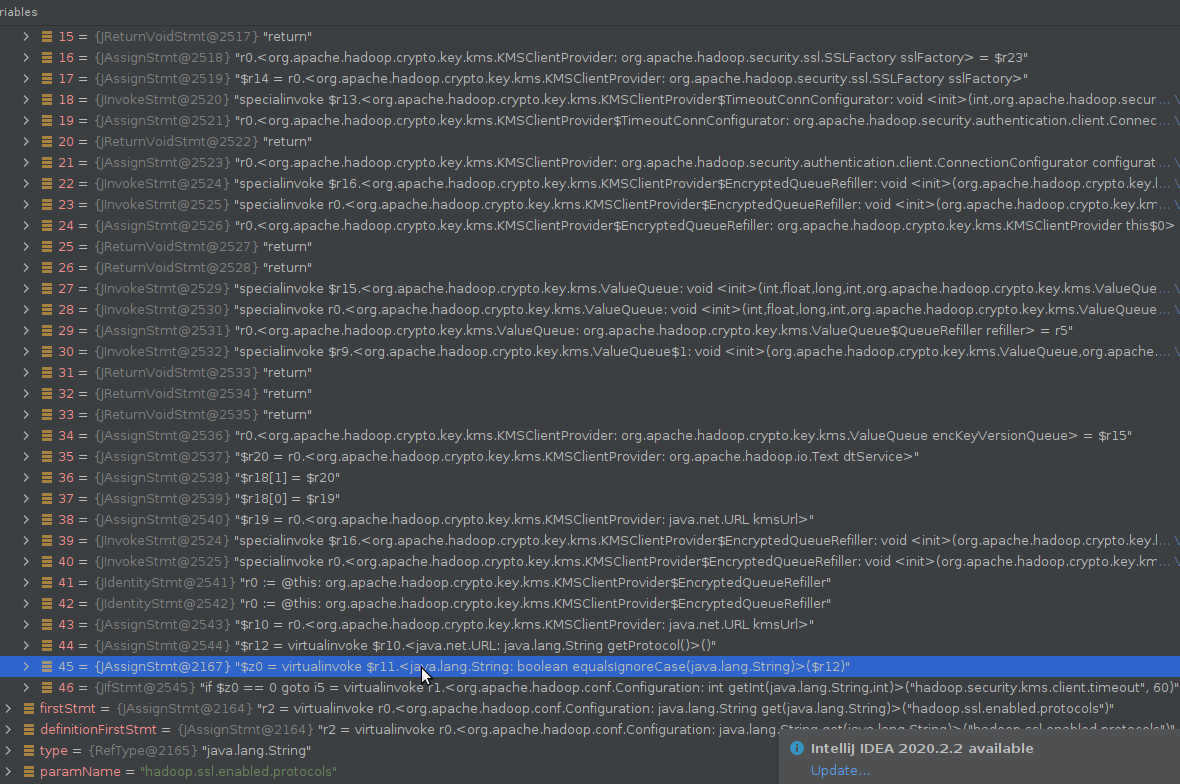 riables
15 = {JReturnVoidStmt@2517} "return"
16 = {JAssignStmt@2518} "r0.<org.apache.hadoop.crypto.key.kms.KMSClientProvider: org.apache.hadoop.security.ssl.SSLFactory sslFactory> = $r23"
17 = {JAssignStmt@2519} "$r14 = r0.<org.apache.hadoop.crypto.key.kms.KMSClientProvider: org.apache.hadoop.security.ssl.SSLFactory sslFactory>"
18 = {JInvokeStmt@2520} "specialinvoke $r13.<org.apache.hadoop.crypto.key.kms.KMSClientProvider$TimeoutConnConfigurator: void <init>(int,org.apache.hadoop.secur...
19 = {JAssignStmt@2521} "r0.<org.apache.hadoop.crypto.key.kms.KMSClientProvider$TimeoutConnConfigurator: org.apache.hadoop.security.authentication.client.Connec...
20 = {JReturnVoidStmt@2522} "return"
21 = {JAssignStmt@2523} "r0.<org.apache.hadoop.crypto.key.kms.KMSClientProvider: org.apache.hadoop.security.authentication.client.ConnectionConfigurator configurat...
22 = {JInvokeStmt@2524} "specialinvoke $r16.<org.apache.hadoop.crypto.key.kms.KMSClientProvider$EncryptedQueueRefiller: void <init>(org.apache.hadoop.crypto.key.l...
23 = {JInvokeStmt@2525} "specialinvoke r0.<org.apache.hadoop.crypto.key.kms.KMSClientProvider$EncryptedQueueRefiller: void <init>(org.apache.hadoop.crypto.key.km...
24 = {JAssignStmt@2526} "r0.<org.apache.hadoop.crypto.key.kms.KMSClientProvider$EncryptedQueueRefiller: org.apache.hadoop.crypto.key.kms.KMSClientProvider this$0>
25 = {JReturnVoidStmt@2527} "return"
26 = {JReturnVoidStmt@2528} "return"
27 = {JInvokeStmt@2529} "specialinvoke $r15.<org.apache.hadoop.crypto.key.kms.ValueQueue: void <init>(int,float,long,int,org.apache.hadoop.crypto.key.kms.ValueQue...
28 = {JInvokeStmt@2530} "specialinvoke r0.<org.apache.hadoop.crypto.key.kms.ValueQueue: void <init>(int,float,long,int,org.apache.hadoop.crypto.key.kms.ValueQueue...
29 = {JAssignStmt@2531} "r0.<org.apache.hadoop.crypto.key.kms.ValueQueue: org.apache.hadoop.crypto.key.kms.ValueQueue$QueueRefiller refiller> = r5"
30 = {JInvokeStmt@2532} "specialinvoke $r9.<org.apache.hadoop.crypto.key.kms.ValueQueue$1: void <init>(org.apache.hadoop.crypto.key.kms.ValueQueue,org.apache....
31 = {JReturnVoidStmt@2533} "return"
32 = {JReturnVoidStmt@2534} "return"
33 = {JReturnVoidStmt@2535} "return"
34 = {JAssignStmt@2536} "r0.<org.apache.hadoop.crypto.key.kms.KMSClientProvider: org.apache.hadoop.crypto.key.kms.ValueQueue encKeyVersionQueue> = $r15"
35 = {JAssignStmt@2537} "$r20 = r0.<org.apache.hadoop.crypto.key.kms.KMSClientProvider: org.apache.hadoop.io.Text dtService>"
36 = {JAssignStmt@2538} "$r18[1] = $r20"
37 = {JAssignStmt@2539} "$r18[0] = $r19"
38 = {JAssignStmt@2540} "$r19 = r0.<org.apache.hadoop.crypto.key.kms.KMSClientProvider: java.net.URL kmsUrl>"
39 = {JInvokeStmt@2524} "specialinvoke $r16.<org.apache.hadoop.crypto.key.kms.KMSClientProvider$EncryptedQueueRefiller: void <init>(org.apache.hadoop.crypto.key.l...
40 = {JInvokeStmt@2525} "specialinvoke r0.<org.apache.hadoop.crypto.key.kms.KMSClientProvider$EncryptedQueueRefiller: void <init>(org.apache.hadoop.crypto.key.km...
41 = {JIdentityStmt@2541} "r0 := @this: org.apache.hadoop.crypto.key.kms.KMSClientProvider$EncryptedQueueRefiller"
42 = {JIdentityStmt@2542} "r0 := @this: org.apache.hadoop.crypto.key.kms.KMSClientProvider$EncryptedQueueRefiller"
43 = {JAssignStmt@2543} "$r10 = r0.<org.apache.hadoop.crypto.key.kms.KMSClientProvider: java.net.URL kmsUrl>"
44 = {JAssignStmt@2544} "$r12 = virtualinvoke $r10.<java.net.URL: java.lang.String getProtocol()>()"
45 = {JAssignStmt@2167} "$z0 = virtualinvoke $r11.<java.lang.String: boolean equalsIgnoreCase(java.lang.String)>($r12)"
46 = {JIfStmt@2545} "if $z0 == 0 goto i5 = virtualinvoke r1.<org.apache.hadoop.conf.Configuration: int getInt(java.lang.String,int)>("hadoop.security.kms.client.timeout", 60)"
firstStmt = {JAssignStmt@2164} "r2 = virtualinvoke r0.<org.apache.hadoop.conf.Configuration: java.lang.String get(java.lang.String)>("hadoop.ssl.enabled.protocols")"
definitionFirstStmt = {JAssignStmt@2164} "r2 = virtualinvoke r0.<org.apache.hadoop.conf.Configuration: java.lang.String get(java.lang.String)>("hadoop.ssl.enabled.protocols")"
type = {RefType@2165} "java.lang.String"
paramName = "hadoop.ssl.enabled.protocols"
IntelliJ IDEA 2020.2.2 available
Update...